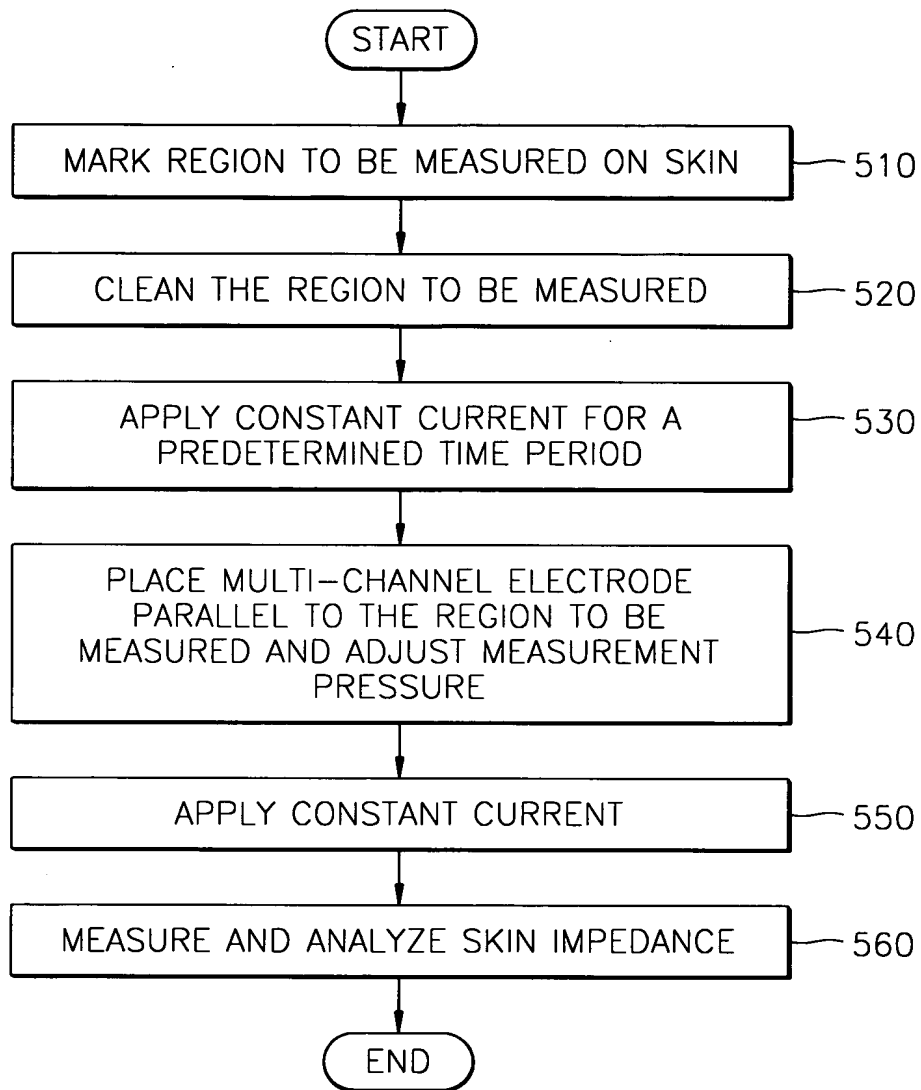 START
MARK REGION TO BE MEASURED ON SKIN
510
CLEAN THE REGION TO BE MEASURED
520
APPLY CONSTANT CURRENT FOR A
PREDETERMINED TIME PERIOD
530
PLACE MULTI-CHANNEL ELECTRODE
PARALLEL TO THE REGION TO BE
MEASURED AND ADJUST MEASUREMENT
PRESSURE
540
APPLY CONSTANT CURRENT
550
MEASURE AND ANALYZE SKIN IMPEDANCE
560
END